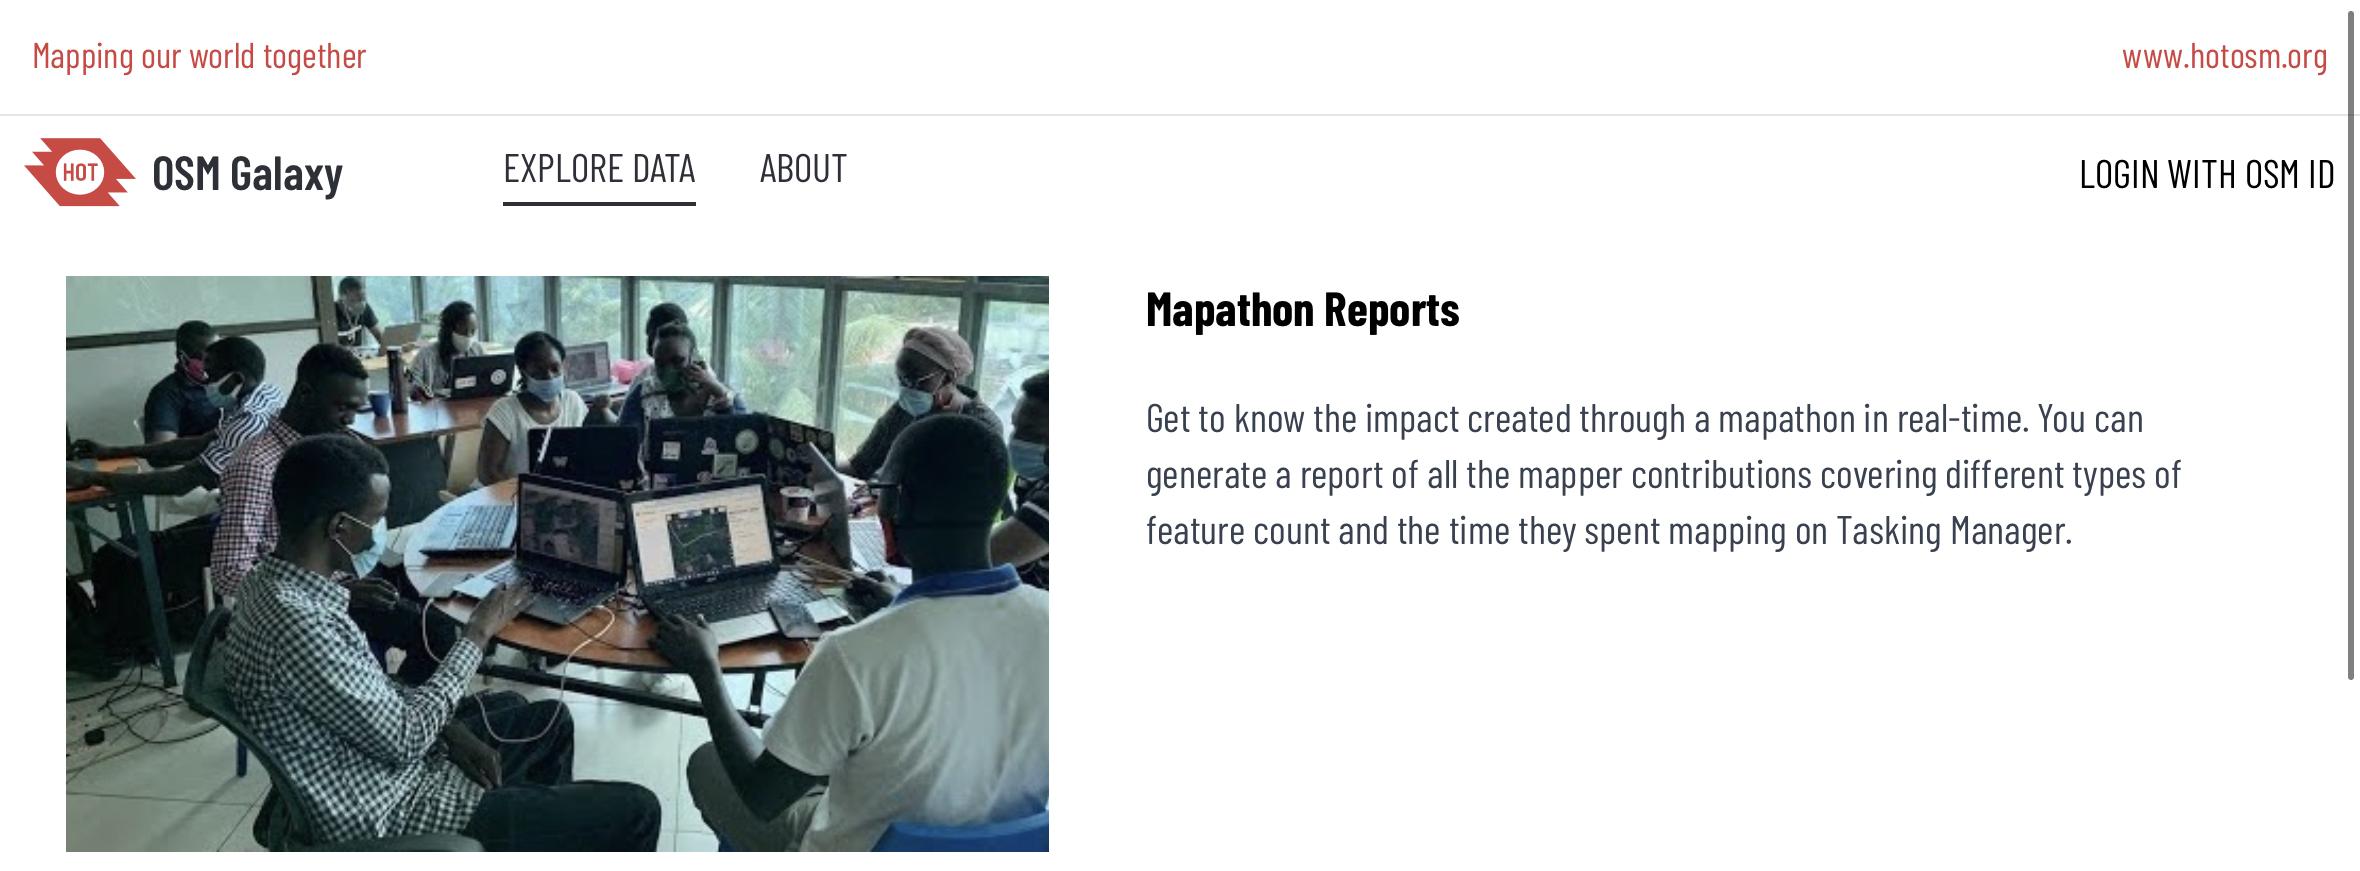 Mapping our world together
www.hotosm.org
HOT
OSM Galaxy
EXPLORE DATA
ABOUT
LOGIN WITH OSM ID
Mapathon Reports
Get to know the impact created through a mapathon in real-time. You can
generate a report of all the mapper contributions covering different types of
feature count and the time they spent mapping on Tasking Manager.